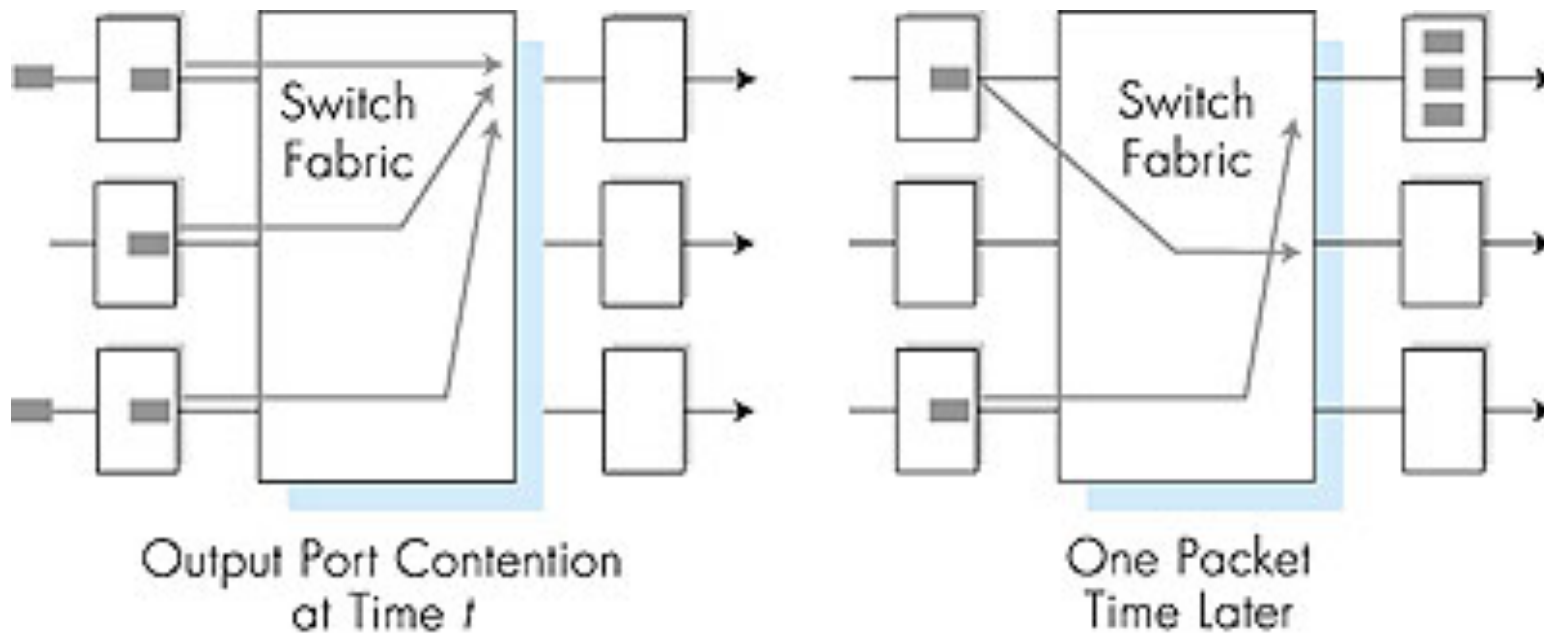 Switch
Fabric
Output Port Contention
at Time t
Switch
Fabric
One Packet
Time Later